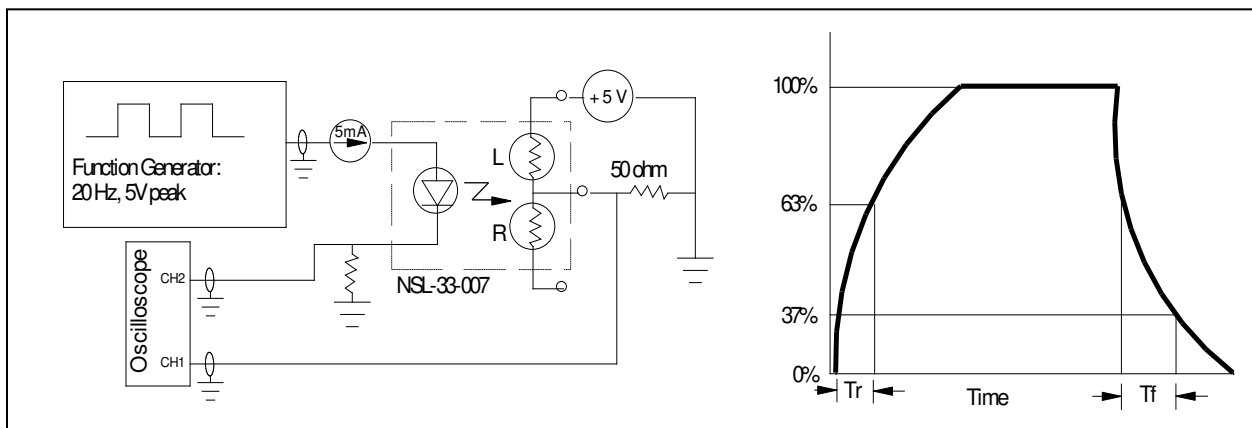 Function Generator:
20 Hz, 5V peak
5mA
L
R
+5 V
50 ohm
NSL-33-007
Oscilloscope
CH2
CH1
100%
63%
37%
0%
Tr
Time
Tf